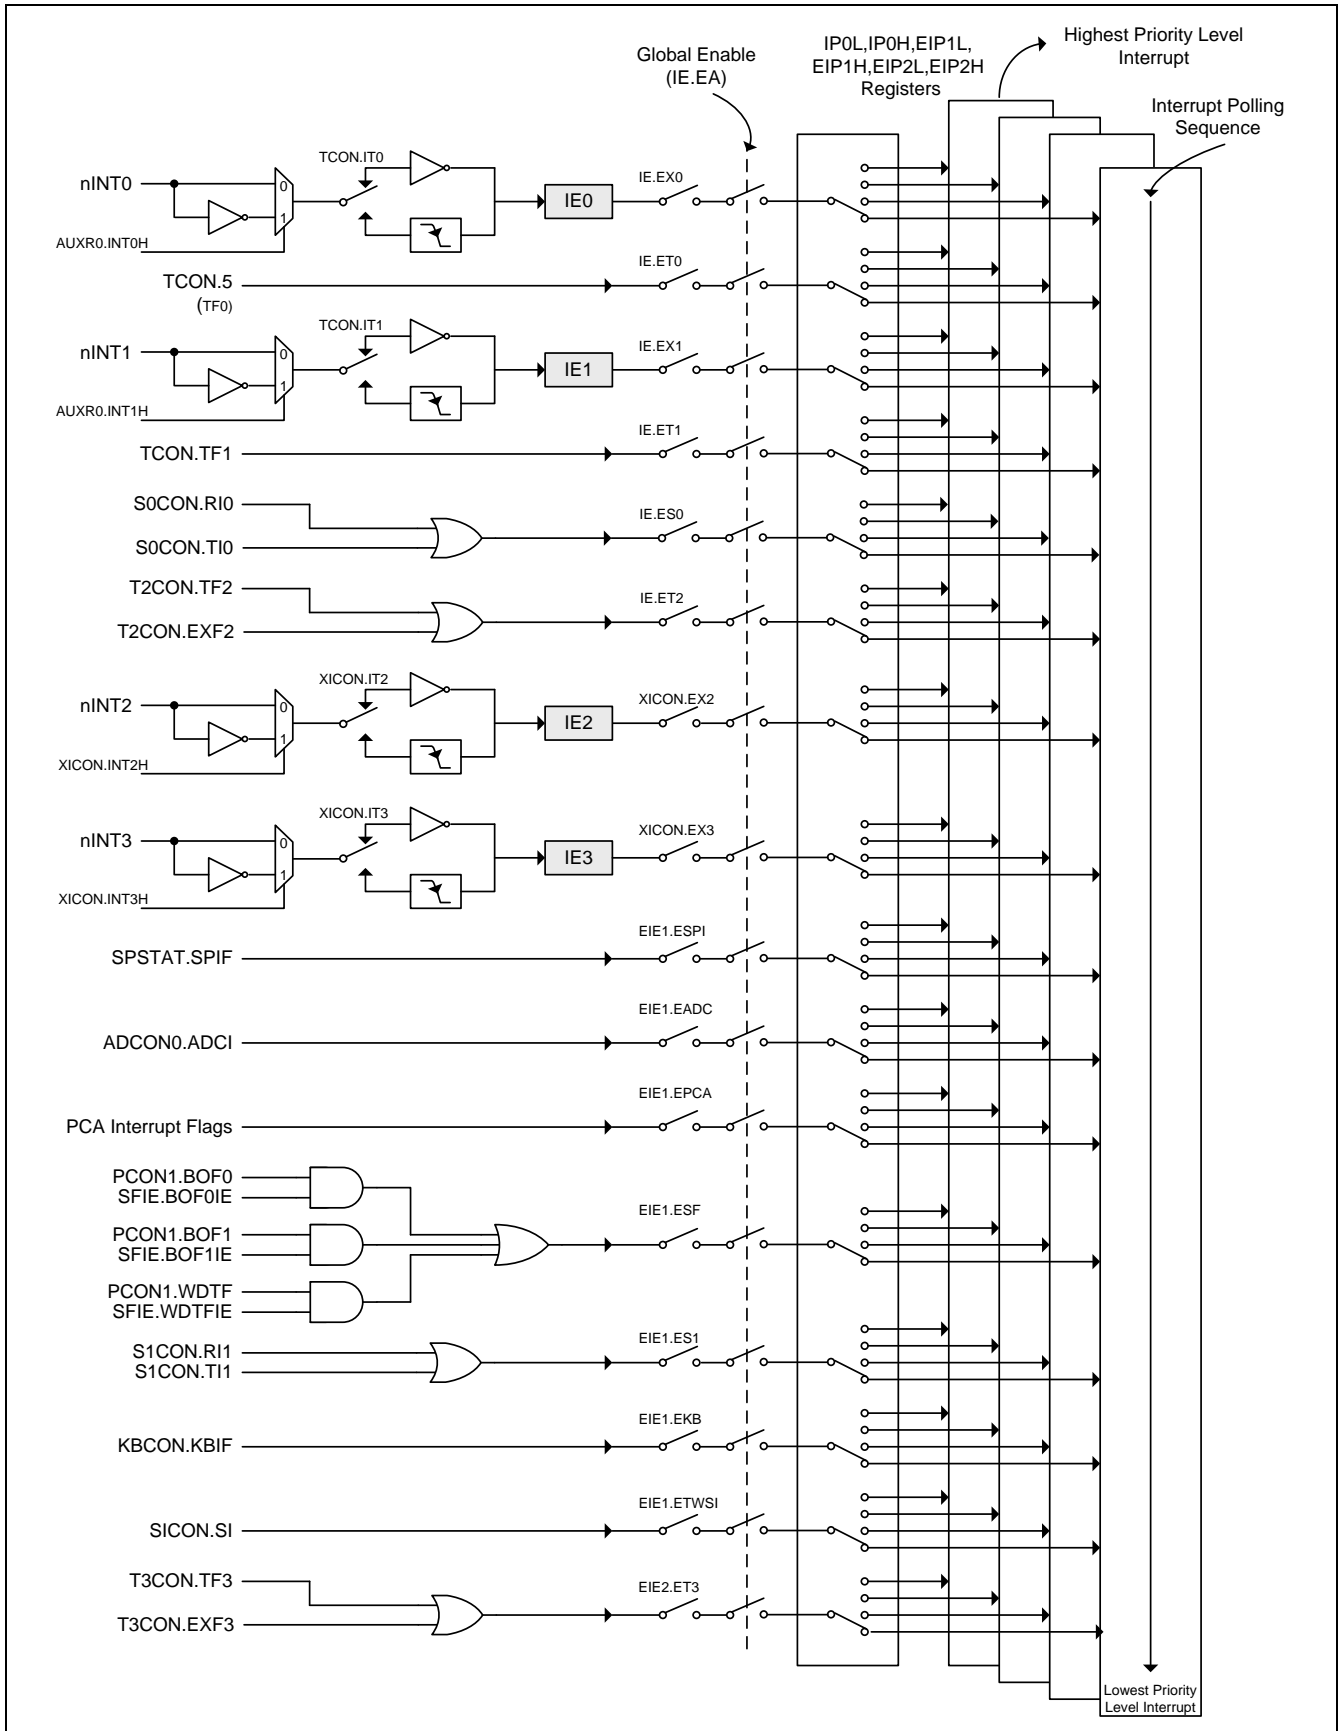 Global Enable
(IE.EA)
IP0L,IP0H,EIP1L,
EIP1H,EIP2L,EIP2H
Registers
Highest Priority Level
Interrupt
Interrupt Polling
Sequence
nINT0
0
1
AUXR0.INT0H
TCON.IT0
IE0
IE.EX0
TCON.5
(TF0)
IE.ET0
nINT1
0
1
AUXR0.INT1H
TCON.IT1
IE1
IE.EX1
TCON.TF1
IE.ET1
S0CON.RI0
S0CON.TI0
IE.ES0
T2CON.TF2
T2CON.EXF2
IE.ET2
nINT2
0
1
XICON.INT2H
XICON.IT2
IE2
XICON.EX2
nINT3
0
1
XICON.INT3H
XICON.IT3
IE3
XICON.EX3
SPSTAT.SPIF
EIE1.ESPI
ADCON0.ADCI
EIE1.EADC
PCA Interrupt Flags
EIE1.EPCA
PCON1.BOF0
SFIE.BOF0IE
PCON1.BOF1
SFIE.BOF1IE
PCON1.WDTF
SFIE.WDTFIE
EIE1.ESF
S1CON.RI1
S1CON.TI1
EIE1.ES1
KBCON.KBIF
EIE1.EKB
SICON.SI
EIE1.ETWSI
T3CON.TF3
T3CON.EXF3
EIE2.ET3
Lowest Priority
Level Interrupt